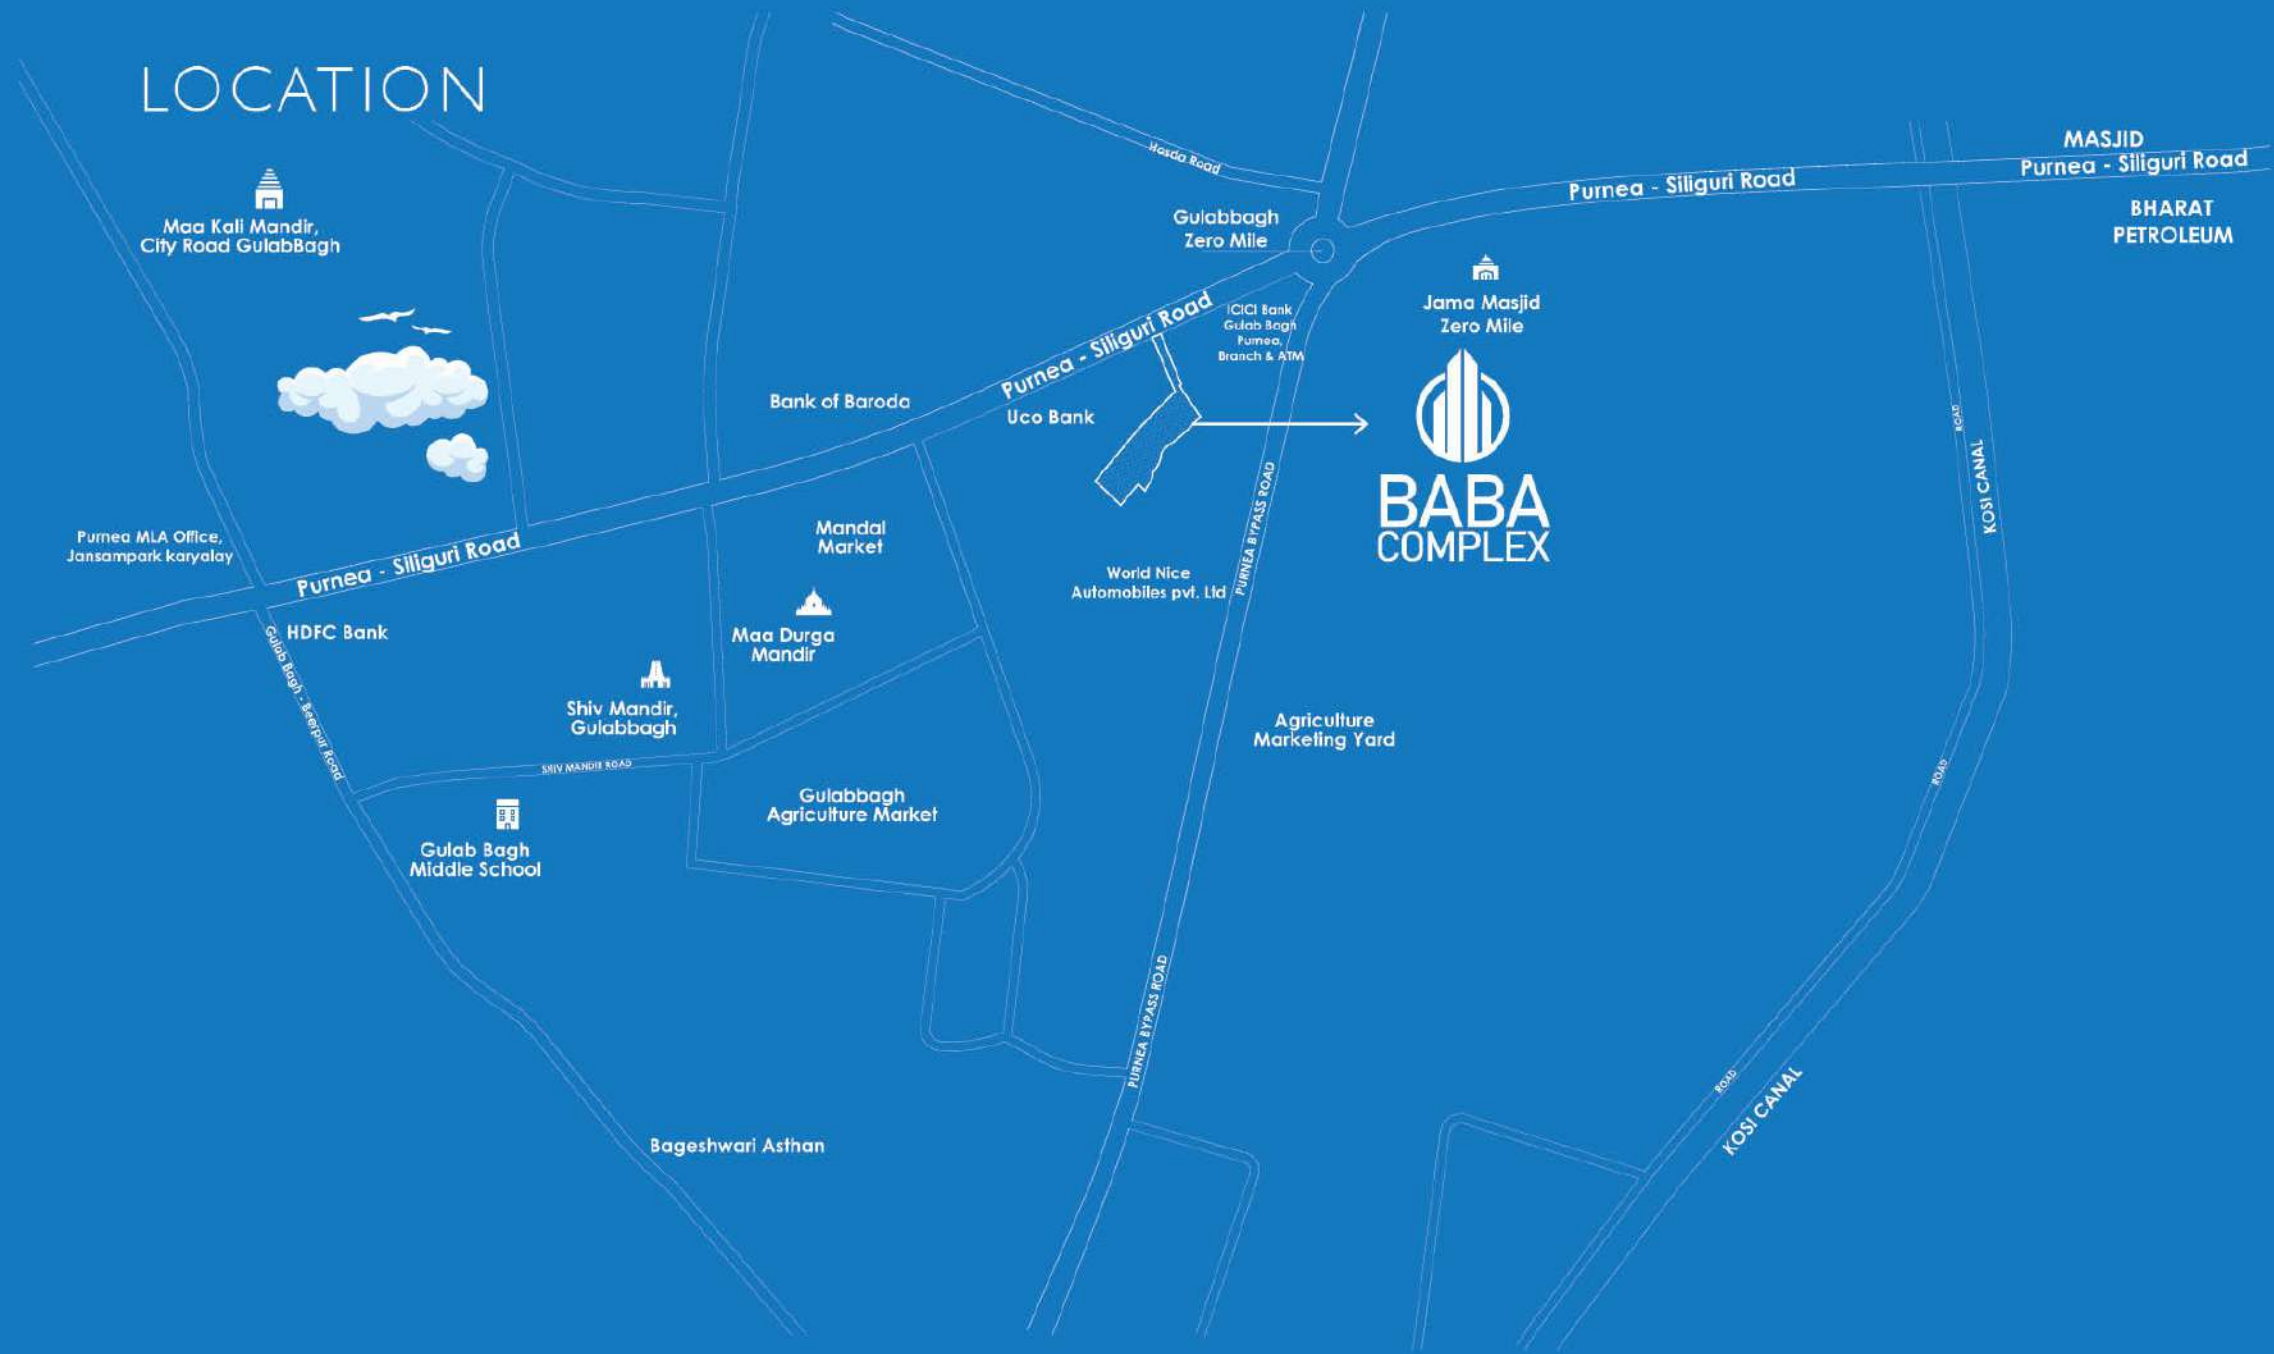 LOCATION
Maa Kali Mandir,
City Road GulabBagh
Hasda Road
Gulabbagh
Zero Mile
Purnea - Siliguri Road
MASJID
Purnea - Siliguri Road
BHARAT
PETROLEUM
Jama Masjid
Zero Mile
ICICI Bank
Gulab Bagh
Purnea,
Branch & ATM
Purnea - Siliguri Road
Bank of Baroda
Uco Bank
BABA
COMPLEX
ROAD
KOSI CANAL
PURNEA BYPASS ROAD
Purnea MLA Office,
Jansampark karyalay
Purnea - Siliguri Road
Mandal
Market
World Nice
Automobiles pvt. Ltd
HDFC Bank
Gulab Bagh - Beerpur Road
Maa Durga
Mandir
Shiv Mandir,
Gulabbagh
SHIV MANDIR ROAD
Agriculture
Marketing Yard
Gulabbagh
Agriculture Market
ROAD
Gulab Bagh
Middle School
PURNEA BYPASS ROAD
ROAD
KOSI CANAL
Bageshwari Asthan